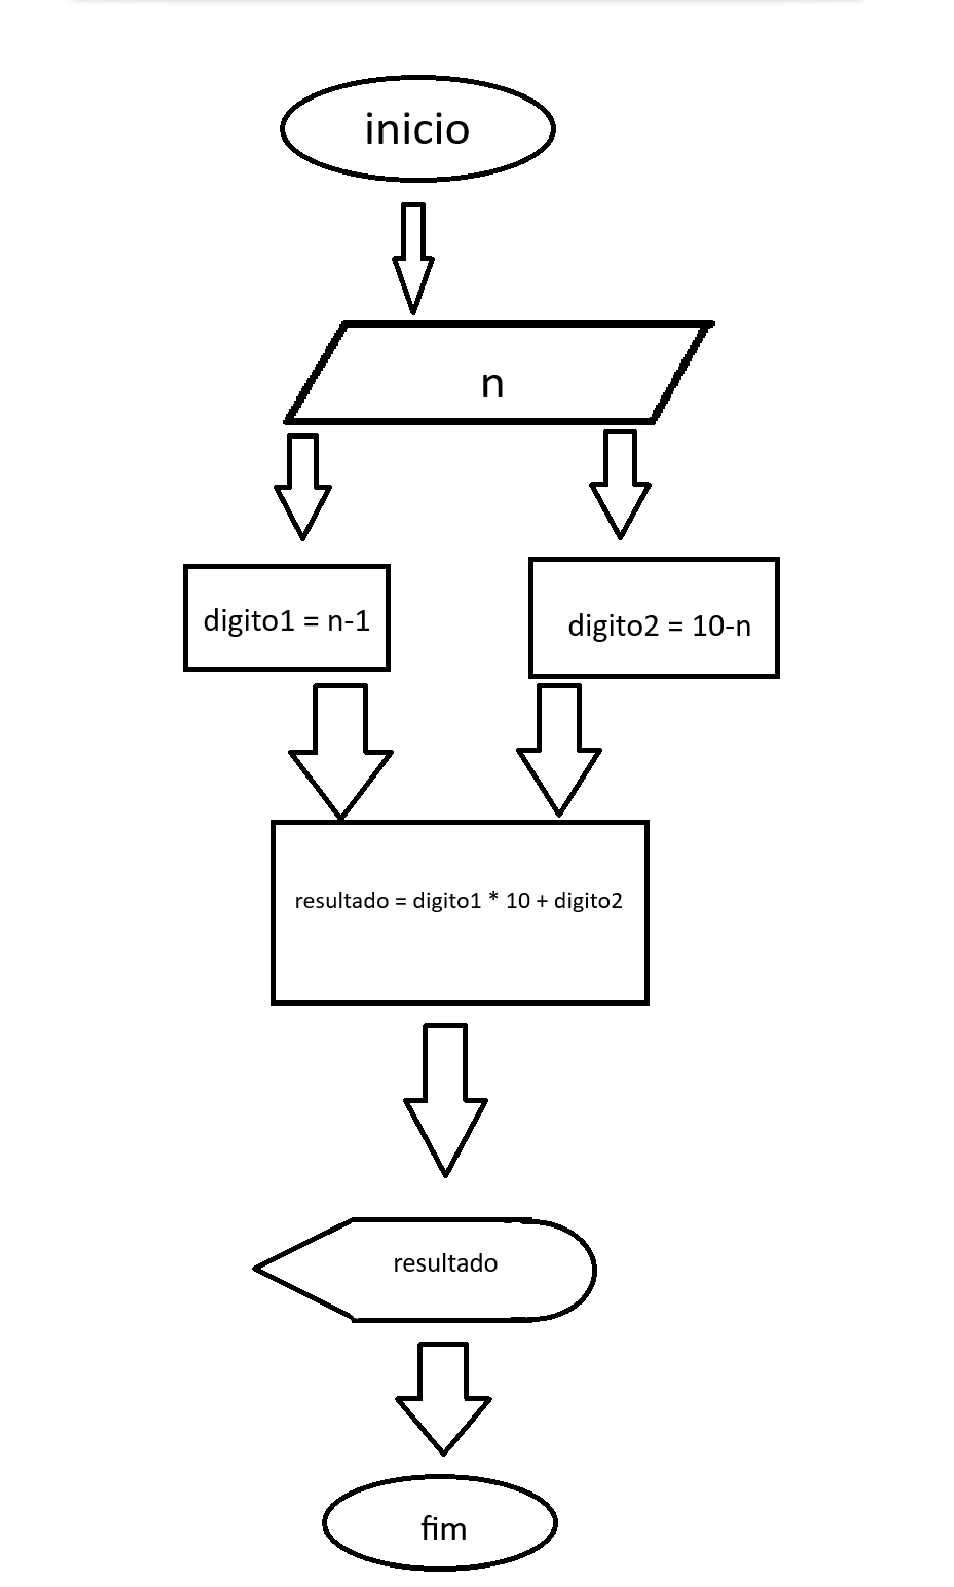 inicio
n
digito1 = n-1
digito2 = 10-n
resultado = digito1 * 10 + digito2
resultado
fim